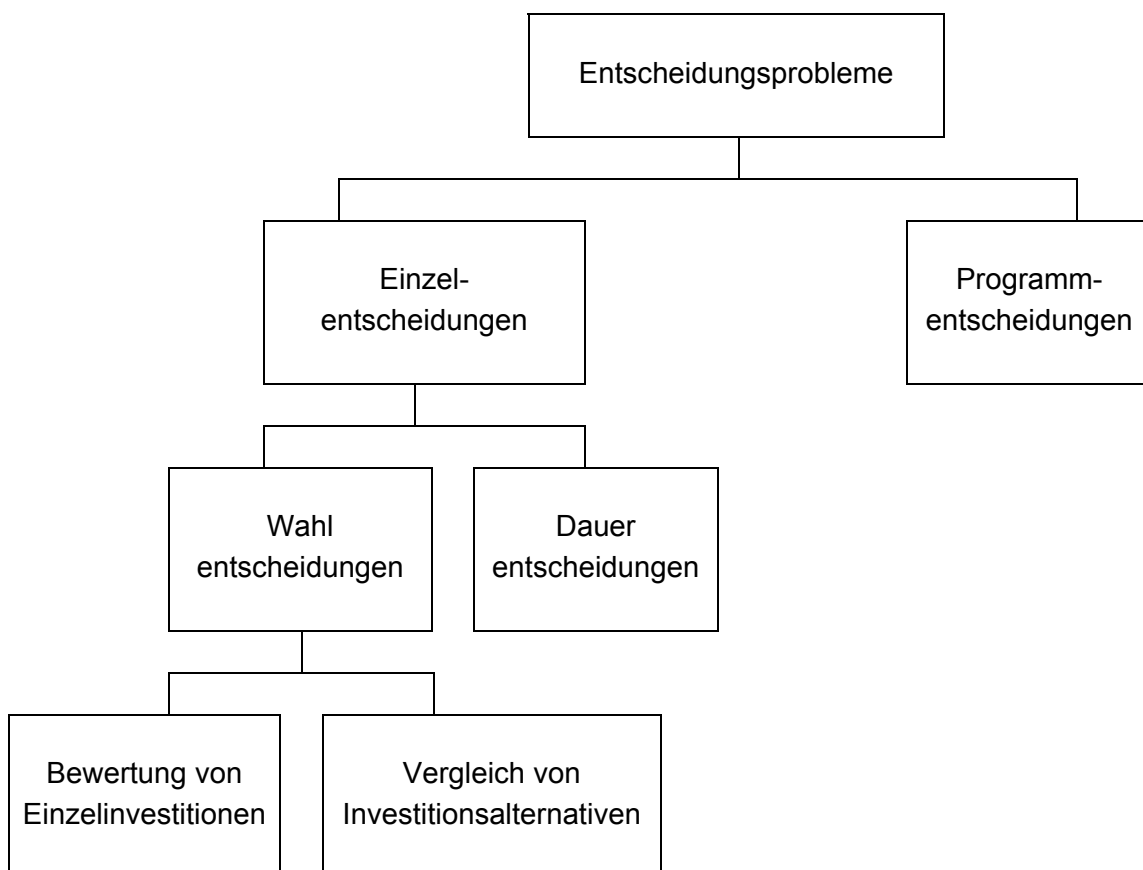 Entscheidungsprobleme
Einzel-
entscheidungen
Programm-
entscheidungen
Wahl
entscheidungen
Dauer
entscheidungen
Bewertung von
Einzelinvestitionen
Vergleich von
Investitionsalternativen